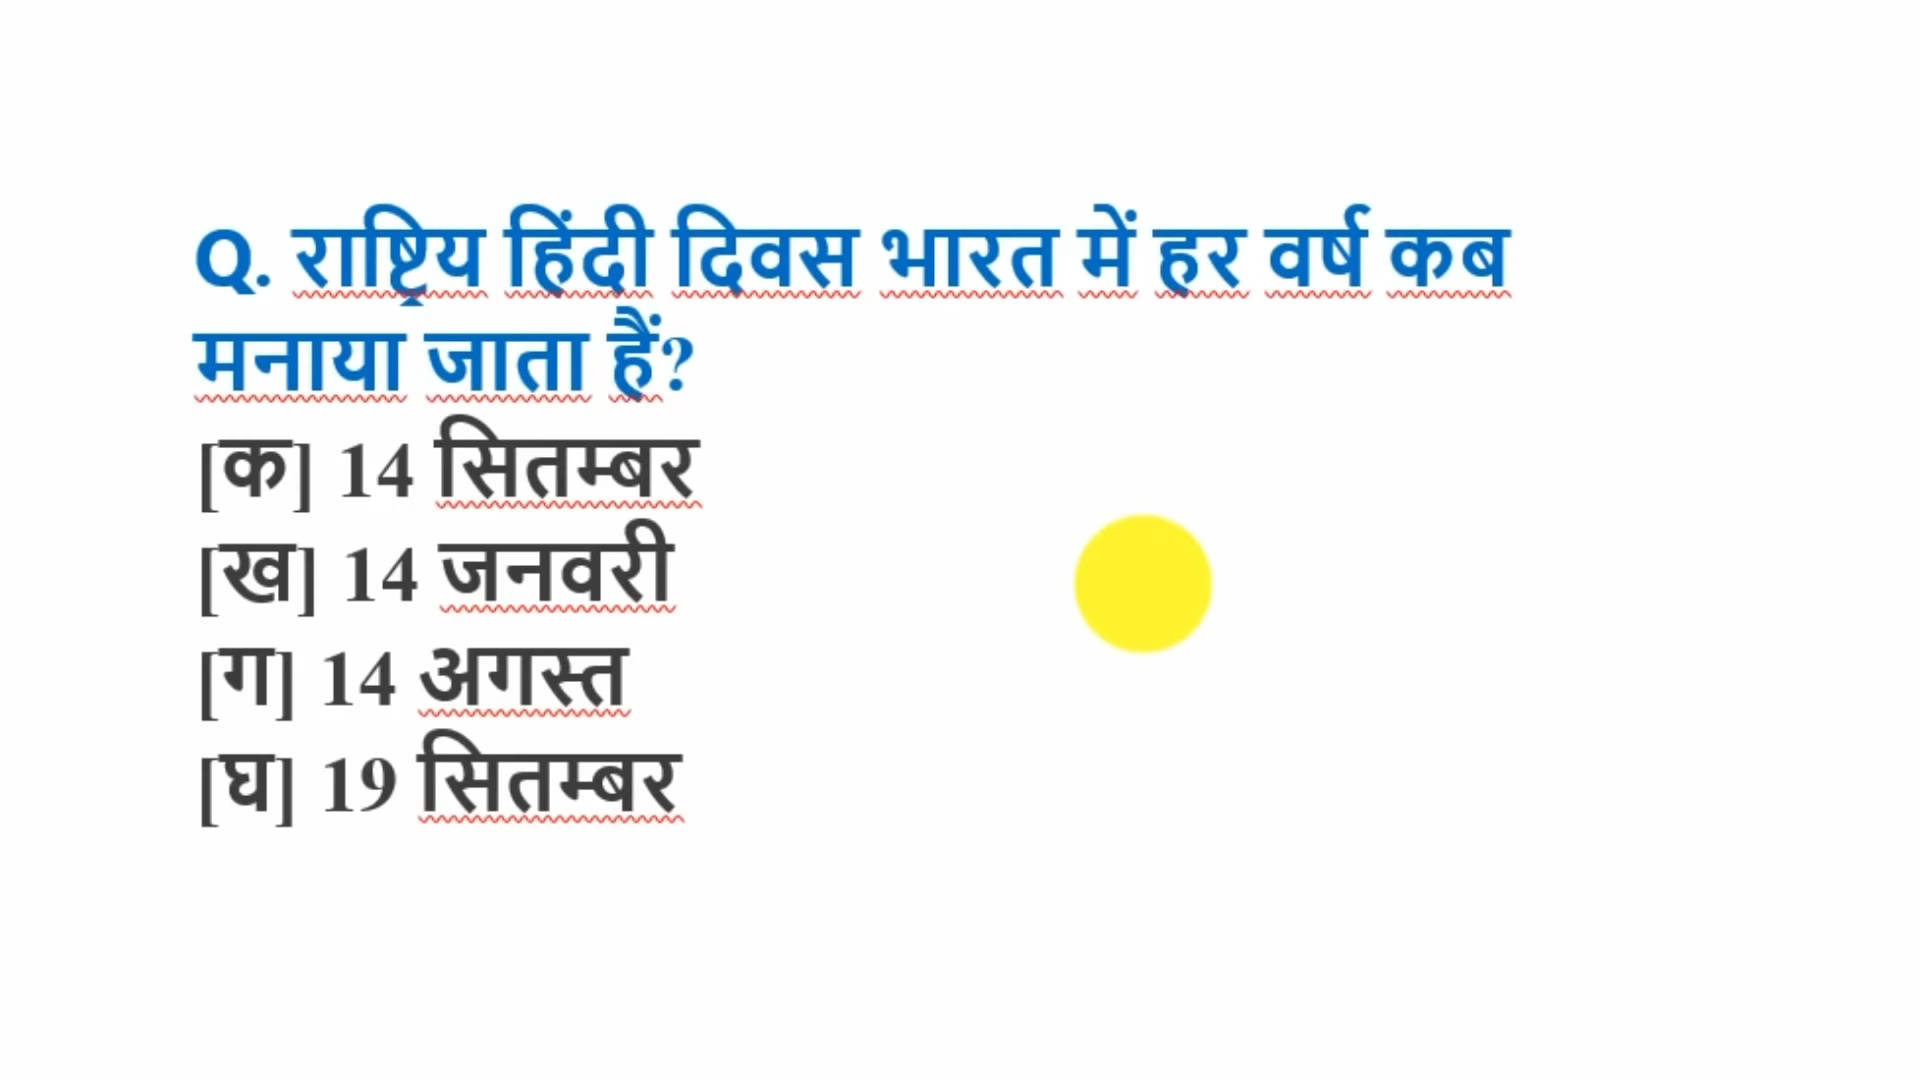 Q. राष्ट्रिय हिंदी दिवस भारत में हर वर्ष कब
मनाया जाता हैं?
[क] 14 सितम्बर
[ख] 14 जनवरी
[ग] 14 अगस्त
[घ] 19 सितम्बर